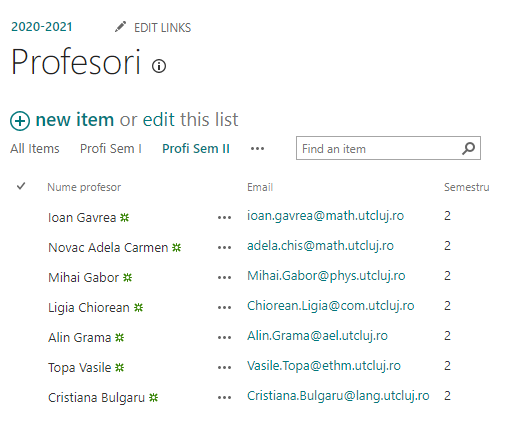 2020-2021 EDIT LINKS
Profesori
new item or edit this list
All Items Profi Sem I Profi Sem II ••• Find an item
Nume profesor Email Semestru
Ioan Gavrea ••• ioan.gavrea@math.utcluj.ro 2
Novac Adela Carmen ••• adela.chis@math.utcluj.ro 2
Mihai Gabor ••• Mihai.Gabor@phys.utcluj.ro 2
Ligia Chiorean ••• Chiorean.Ligia@com.utcluj.ro 2
Alin Grama ••• Alin.Grama@ael.utcluj.ro 2
Topa Vasile ••• Vasile.Topa@ethm.utcluj.ro 2
Cristiana Bulgaru ••• Cristiana.Bulgaru@lang.utcluj.ro 2